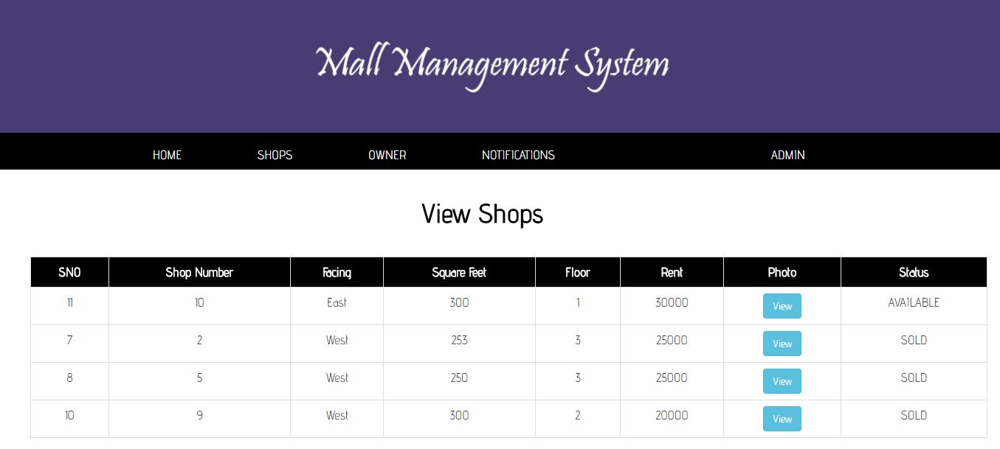 Mall Management System
HOME SHOPS OWNER NOTIFICATIONS ADMIN
View Shops
SNO Shop Number Facing Square Feet Floor Rent Photo Status
11 10 East 300 1 30000 View AVAILABLE
7 2 West 253 3 25000 View SOLD
8 5 West 250 3 25000 View SOLD
10 9 West 300 2 20000 View SOLD